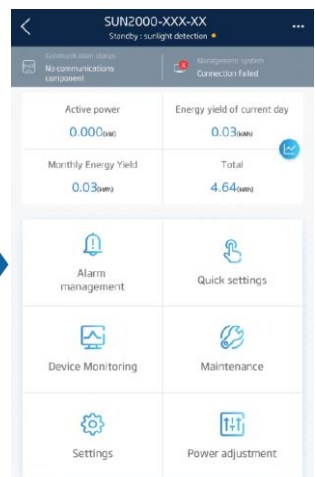 SUN2000-XXX-XX
Standby : sunlight detection
Communication status
No communications
component
Management system
Connection failed
Active power
0.000(kW)
Energy yield of current day
0.03(kWh)
Monthly Energy Yield
0.03(kWh)
Total
4.64(kWh)
Alarm
management
Quick settings
Device Monitoring
Maintenance
Settings
Power adjustment